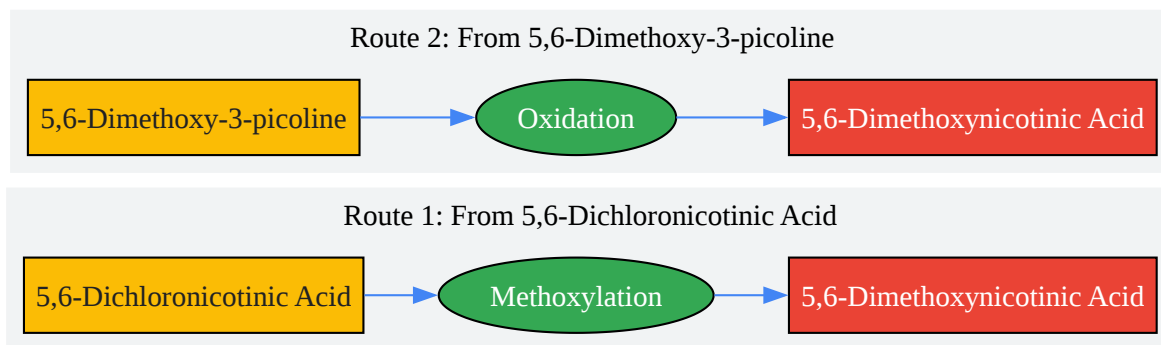 Route 2: From 5,6-Dimethoxy-3-picoline
5,6-Dimethoxy-3-picoline
Oxidation
5,6-Dimethoxynicotinic Acid
Route 1: From 5,6-Dichloronicotinic Acid
5,6-Dichloronicotinic Acid
Methoxylation
5,6-Dimethoxynicotinic Acid